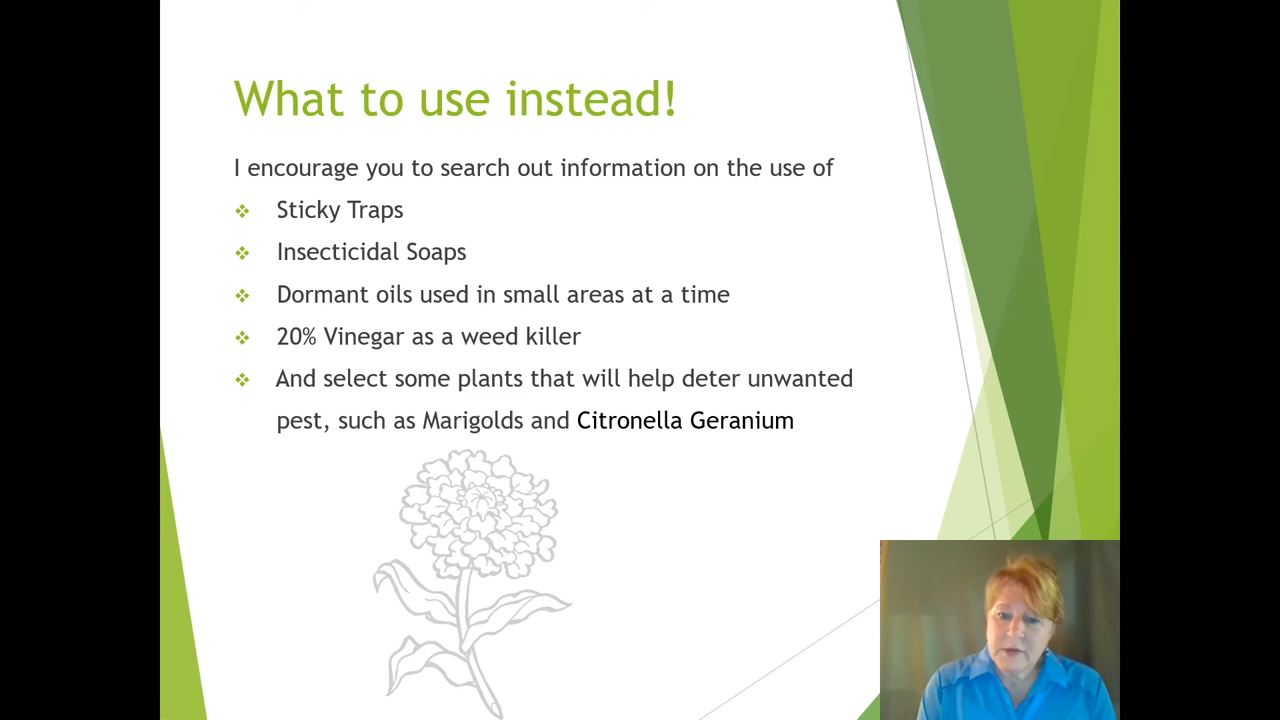 What to use instead!
I encourage you to search out information on the use of
Sticky Traps
Insecticidal Soaps
Dormant oils used in small areas at a time
20% Vinegar as a weed killer
And select some plants that will help deter unwanted
pest, such as Marigolds and Citronella Geranium